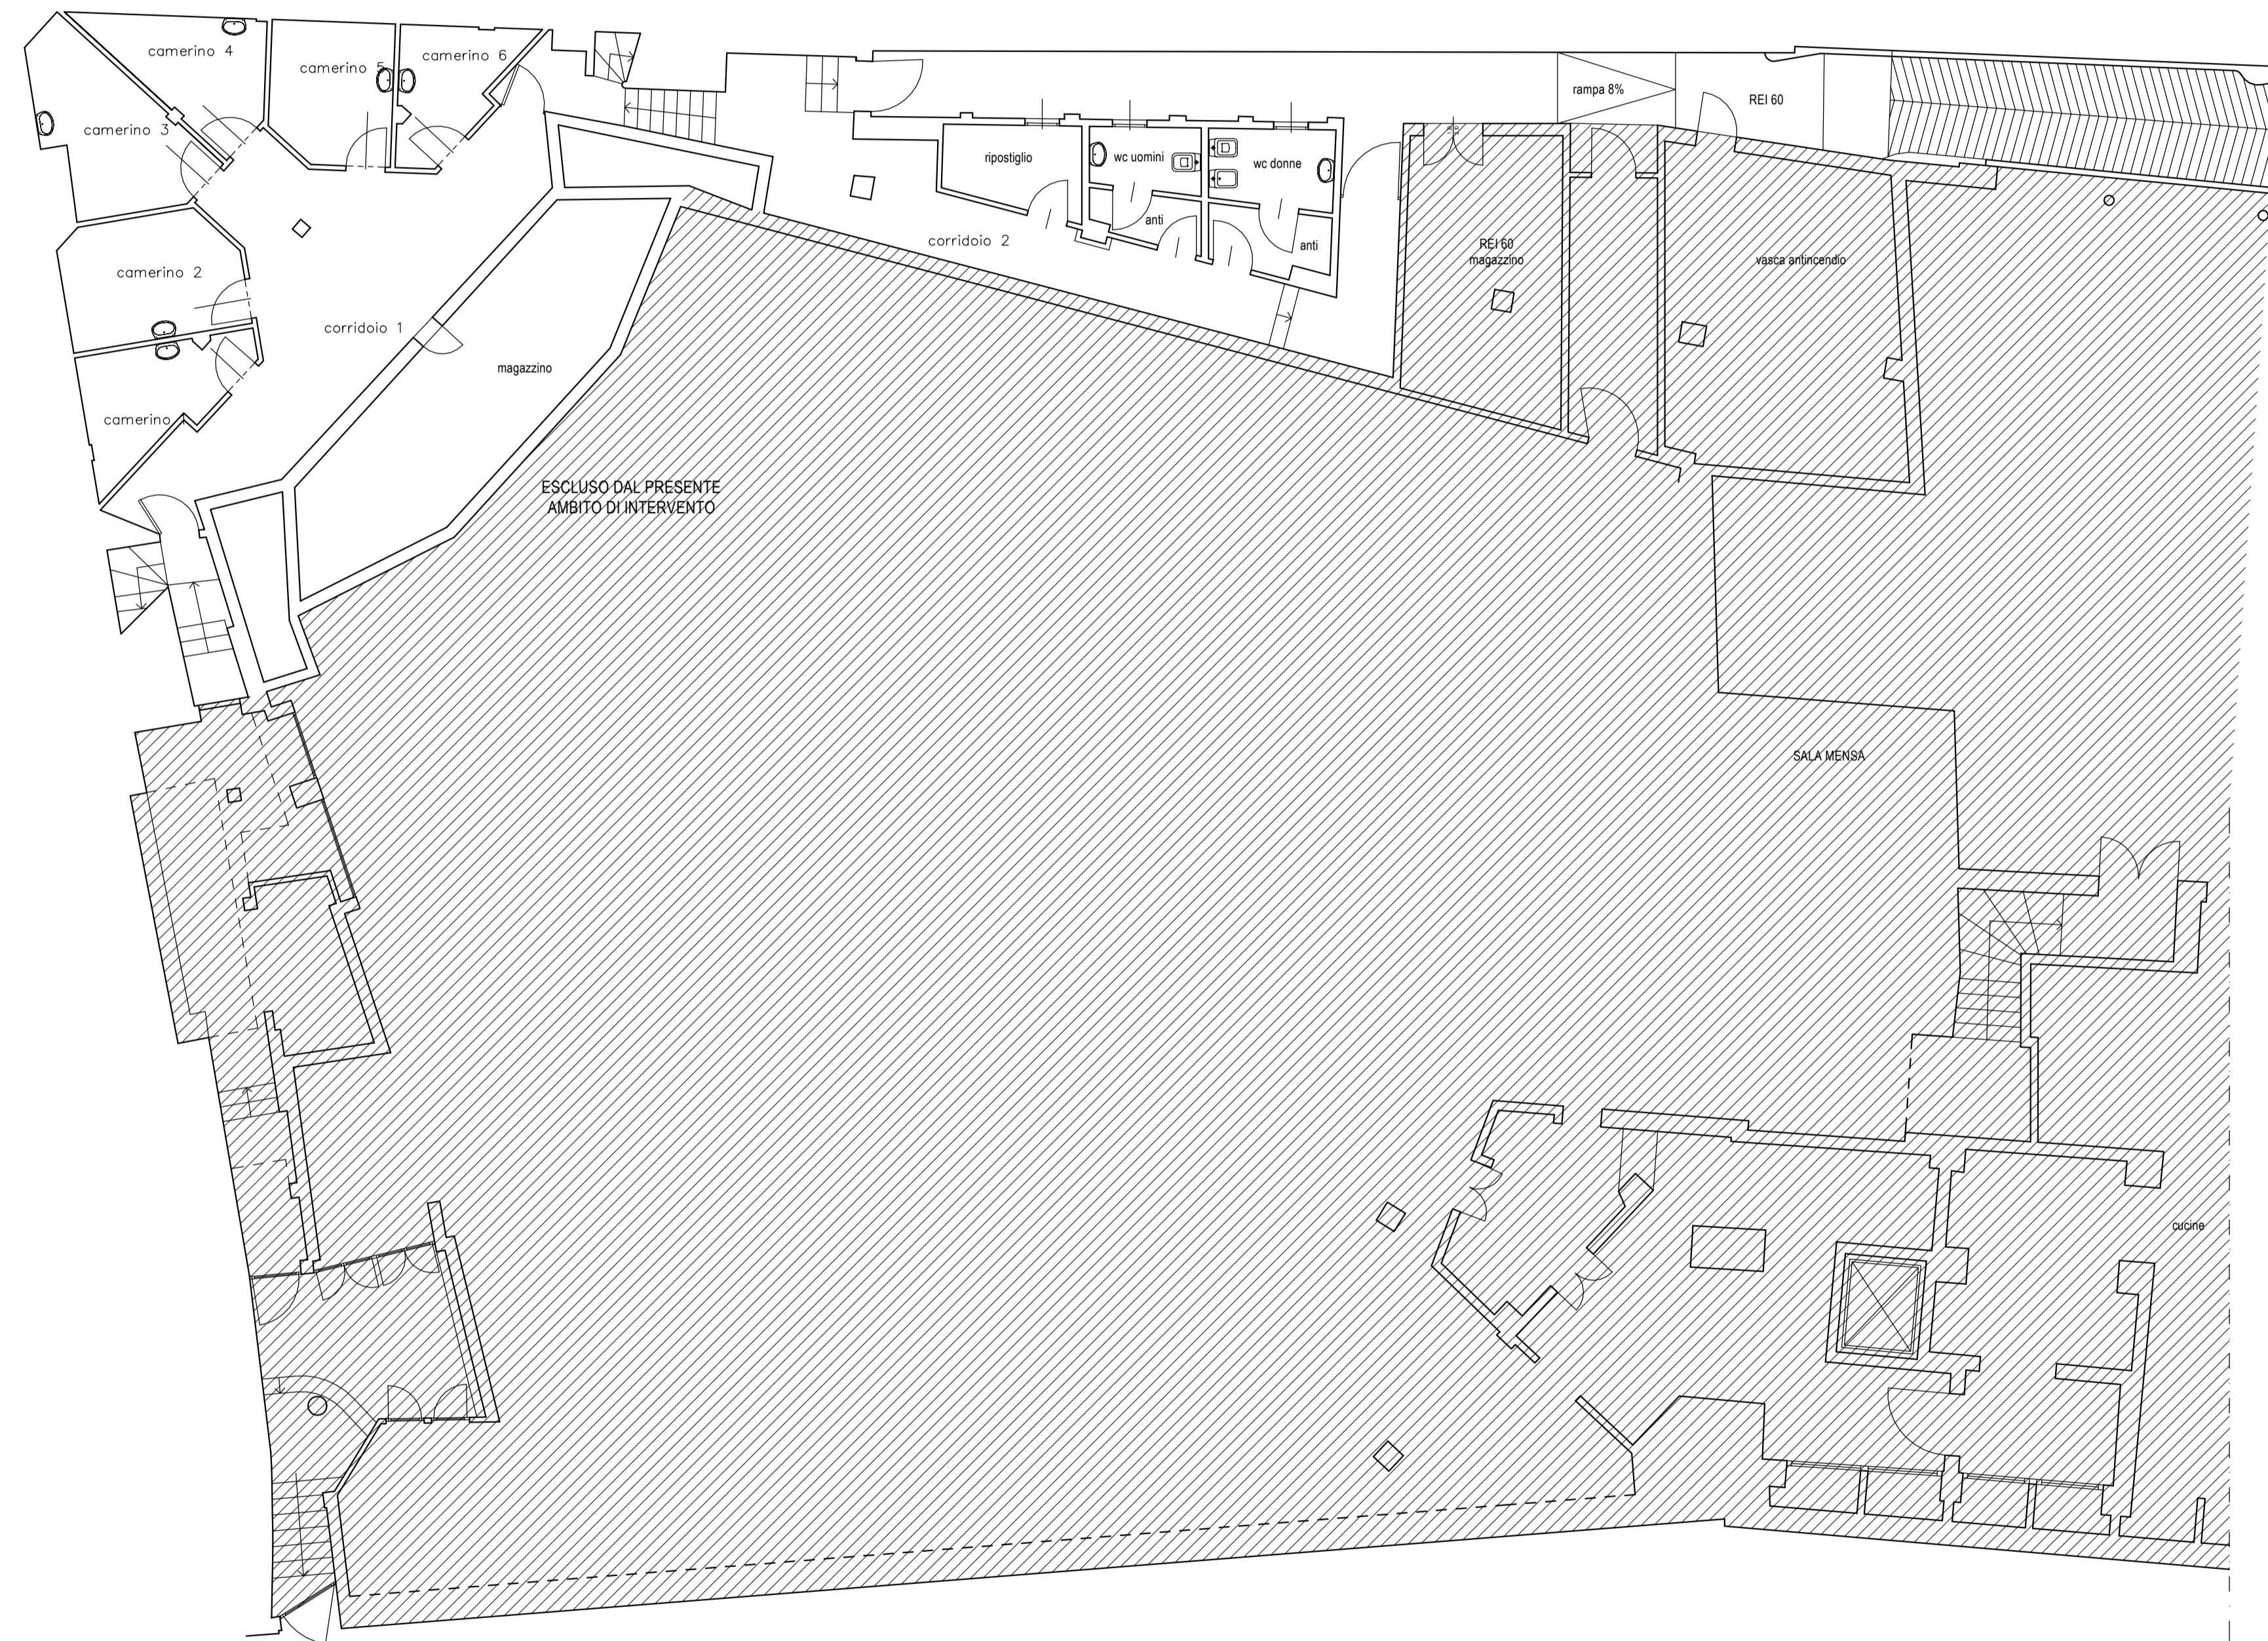 camerino 4
camerino 5
camerino 6
camerino 3
camerino 2
camerino
corridoio 1
magazzino
corridoio 2
ripostiglio
wc uomini
anti
wc donne
anti
rampa 8%
REI 60
REI 60
magazzino
vasca antincendio
ESCLUSO DAL PRESENTE
AMBITO DI INTERVENTO
SALA MENSA
cucine